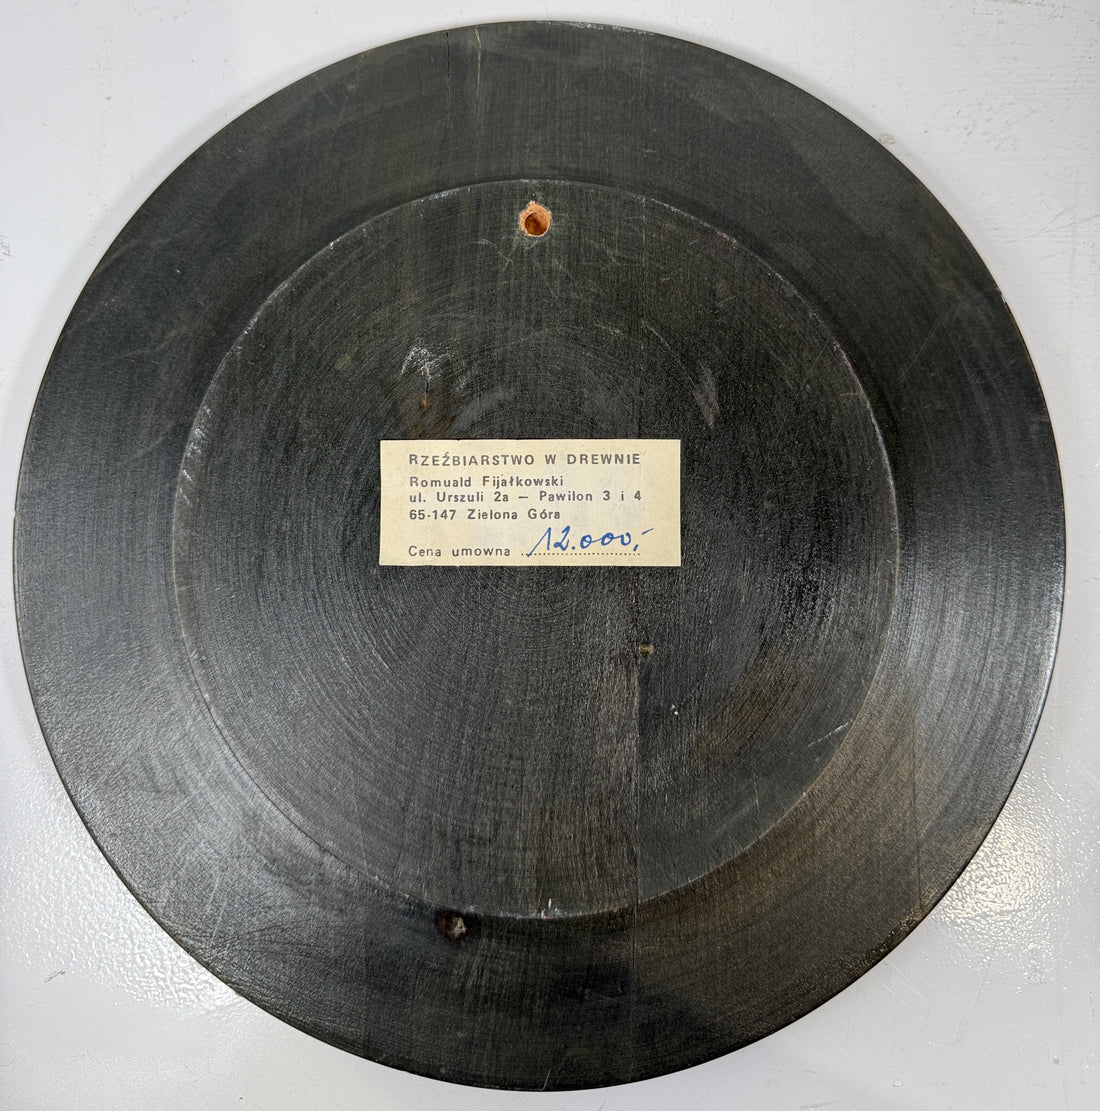 RZEŹBIARSTWO W DREWNIE
Romuald Fijałkowski
ul. Urszuli 2a — Pawilon 3 i 4
65-147 Zielona Góra
Cena umowna 12.000,-